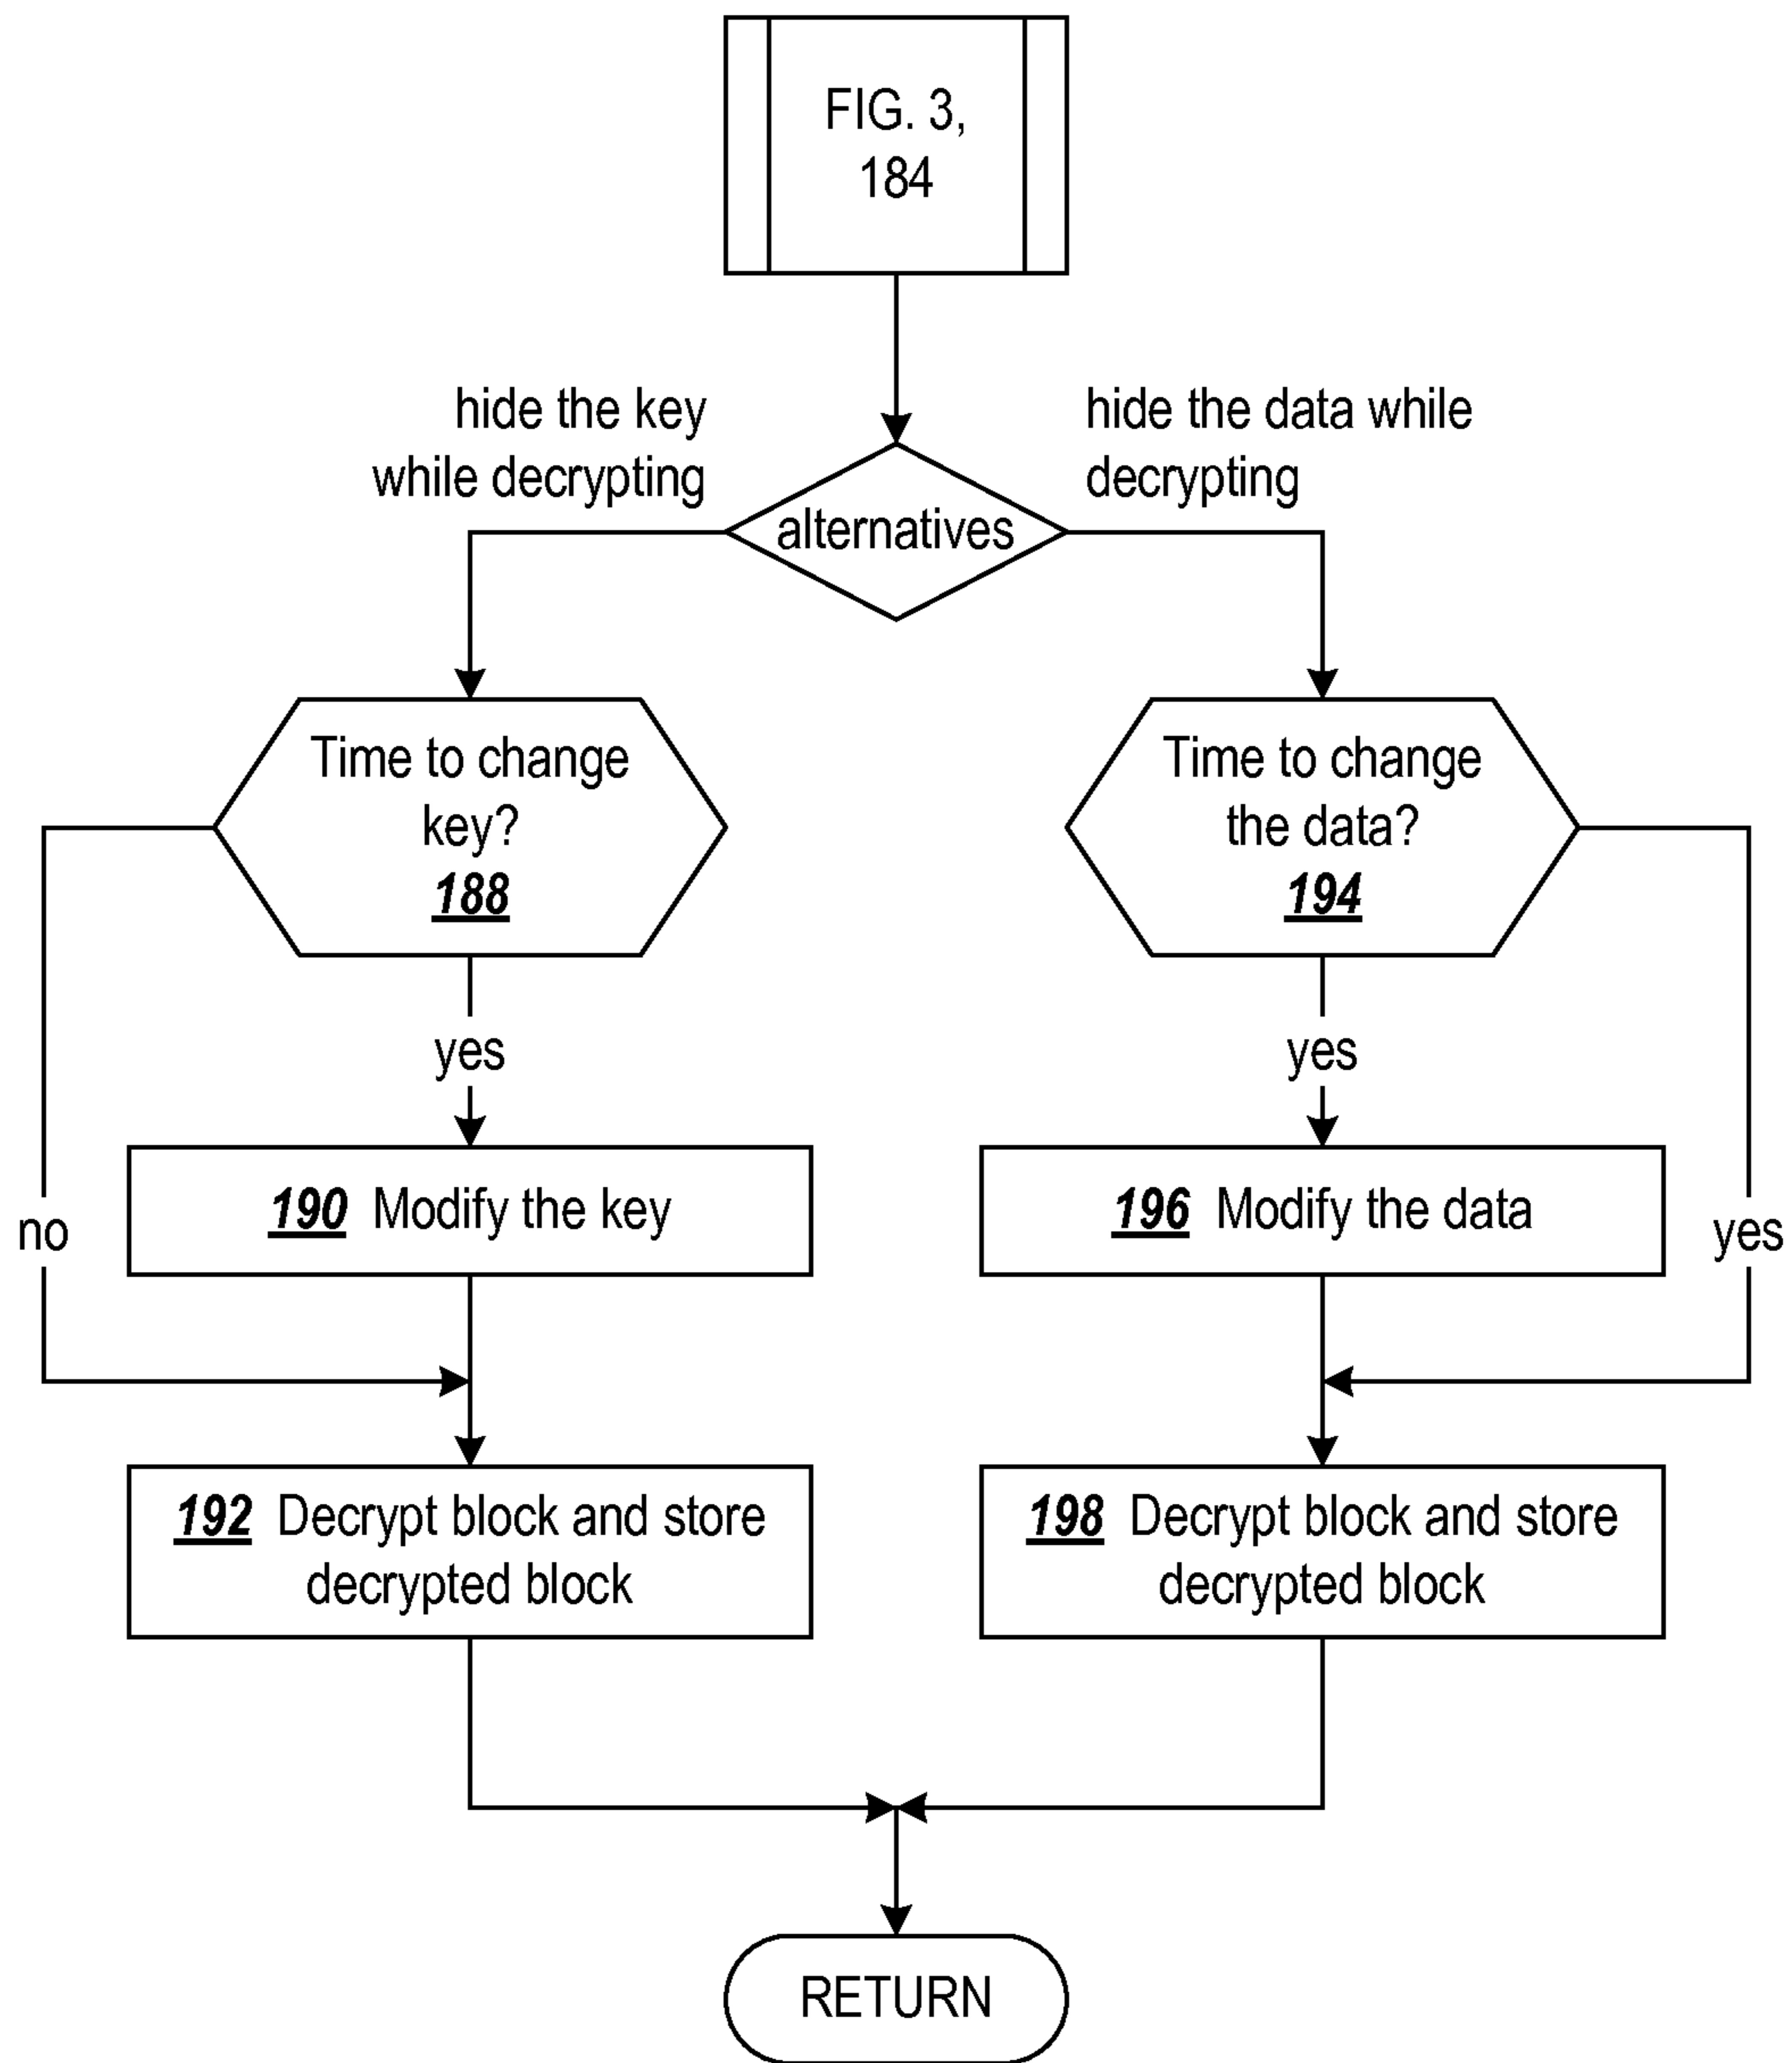 FIG. 3,
184
hide the key
while decrypting
hide the data while
decrypting
alternatives
Time to change
key?
188
Time to change
the data?
194
yes
yes
190 Modify the key
196 Modify the data
no
yes
192 Decrypt block and store
decrypted block
198 Decrypt block and store
decrypted block
RETURN